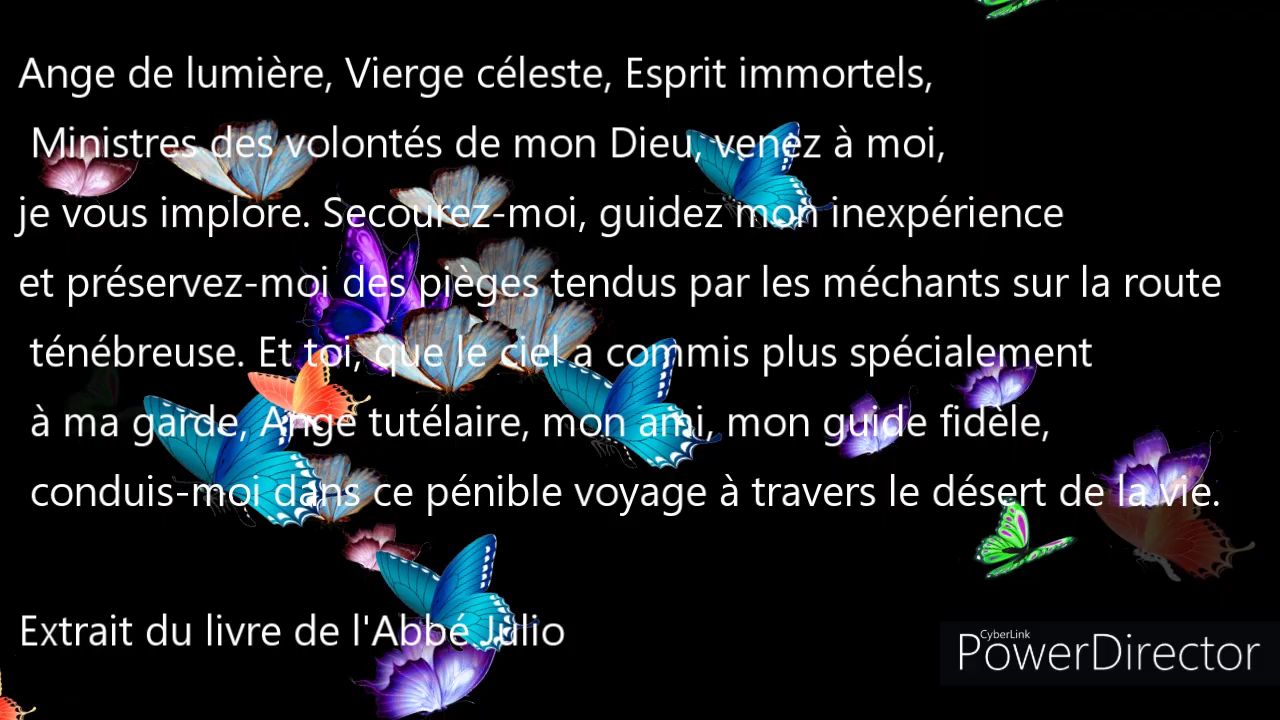 Ange de lumière, Vierge céleste, Esprit immortels,
Ministres des volontés de mon Dieu, venez à moi,
je vous implore. Secourez-moi, guidez mon inexpérience
et préservez-moi des pièges tendus par les méchants sur la route
ténébreuse. Et toi, que le ciel a commis plus spécialement
à ma garde, Ange tutélaire, mon ami, mon guide fidèle,
conduis-moi dans ce pénible voyage à travers le désert de la vie.
Extrait du livre de l'Abbé Julio
CyberLink
PowerDirector